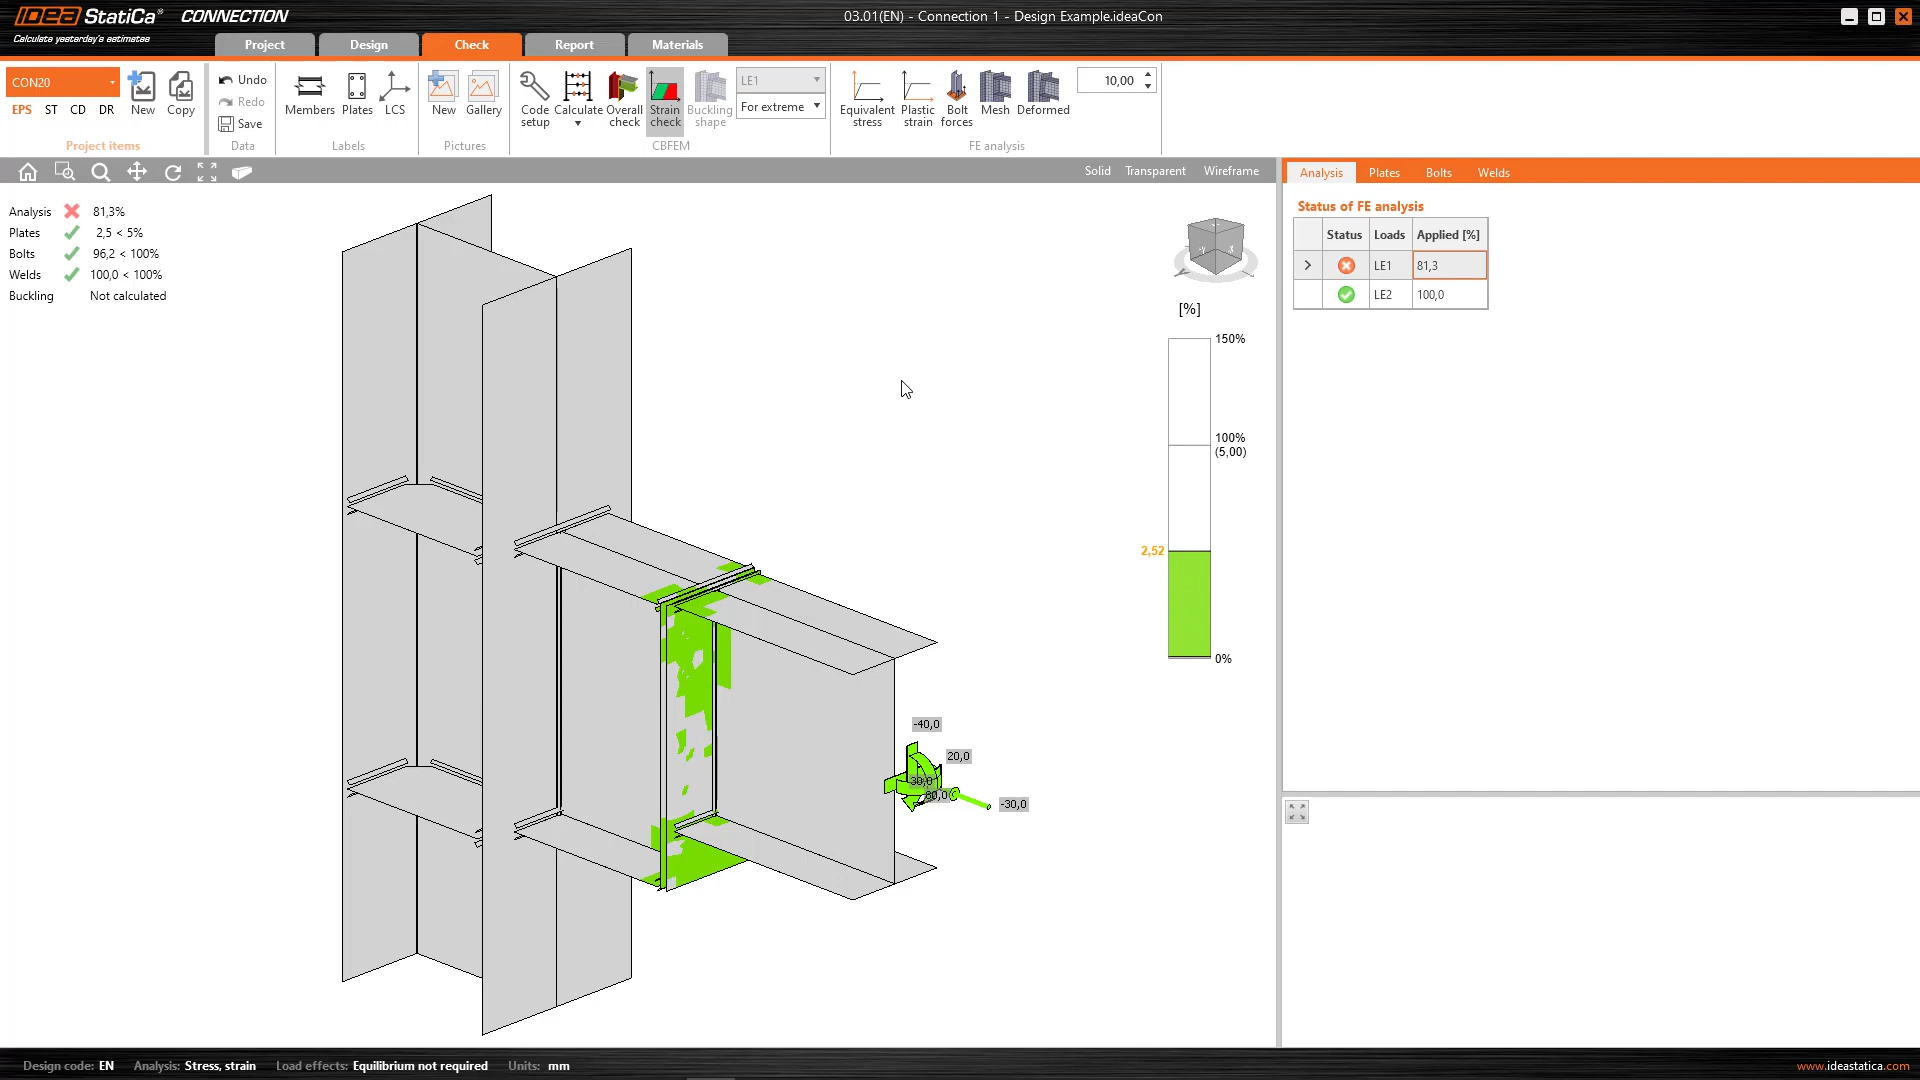 IDEA StatiCa® CONNECTION
Calculate yesterday's estimates
03.01(EN) - Connection 1 - Design Example.ideaCon
Project Design Check Report Materials
CON20
EPS ST CD DR
New Copy
Project items
Undo
Redo
Save
Data
Members Plates LCS
Labels
New Gallery
Pictures
Code setup
Calculate
Overall check
Strain check
Buckling shape
LE1
For extreme
CBFEM
Equivalent stress
Plastic strain
Bolt forces
Mesh
Deformed
10,00
FE analysis
Solid Transparent Wireframe
Analysis 81,3%
Plates 2,5 < 5%
Bolts 96,2 < 100%
Welds 100,0 < 100%
Buckling Not calculated
[%]
150%
100%
(5,00)
2,52
0%
-40,0
20,0
30,0
-30,0
Analysis Plates Bolts Welds
Status of FE analysis
Status Loads Applied [%]
LE1 81,3
LE2 100,0
Design code: EN Analysis: Stress, strain Load effects: Equilibrium not required Units: mm
www.ideastatica.com